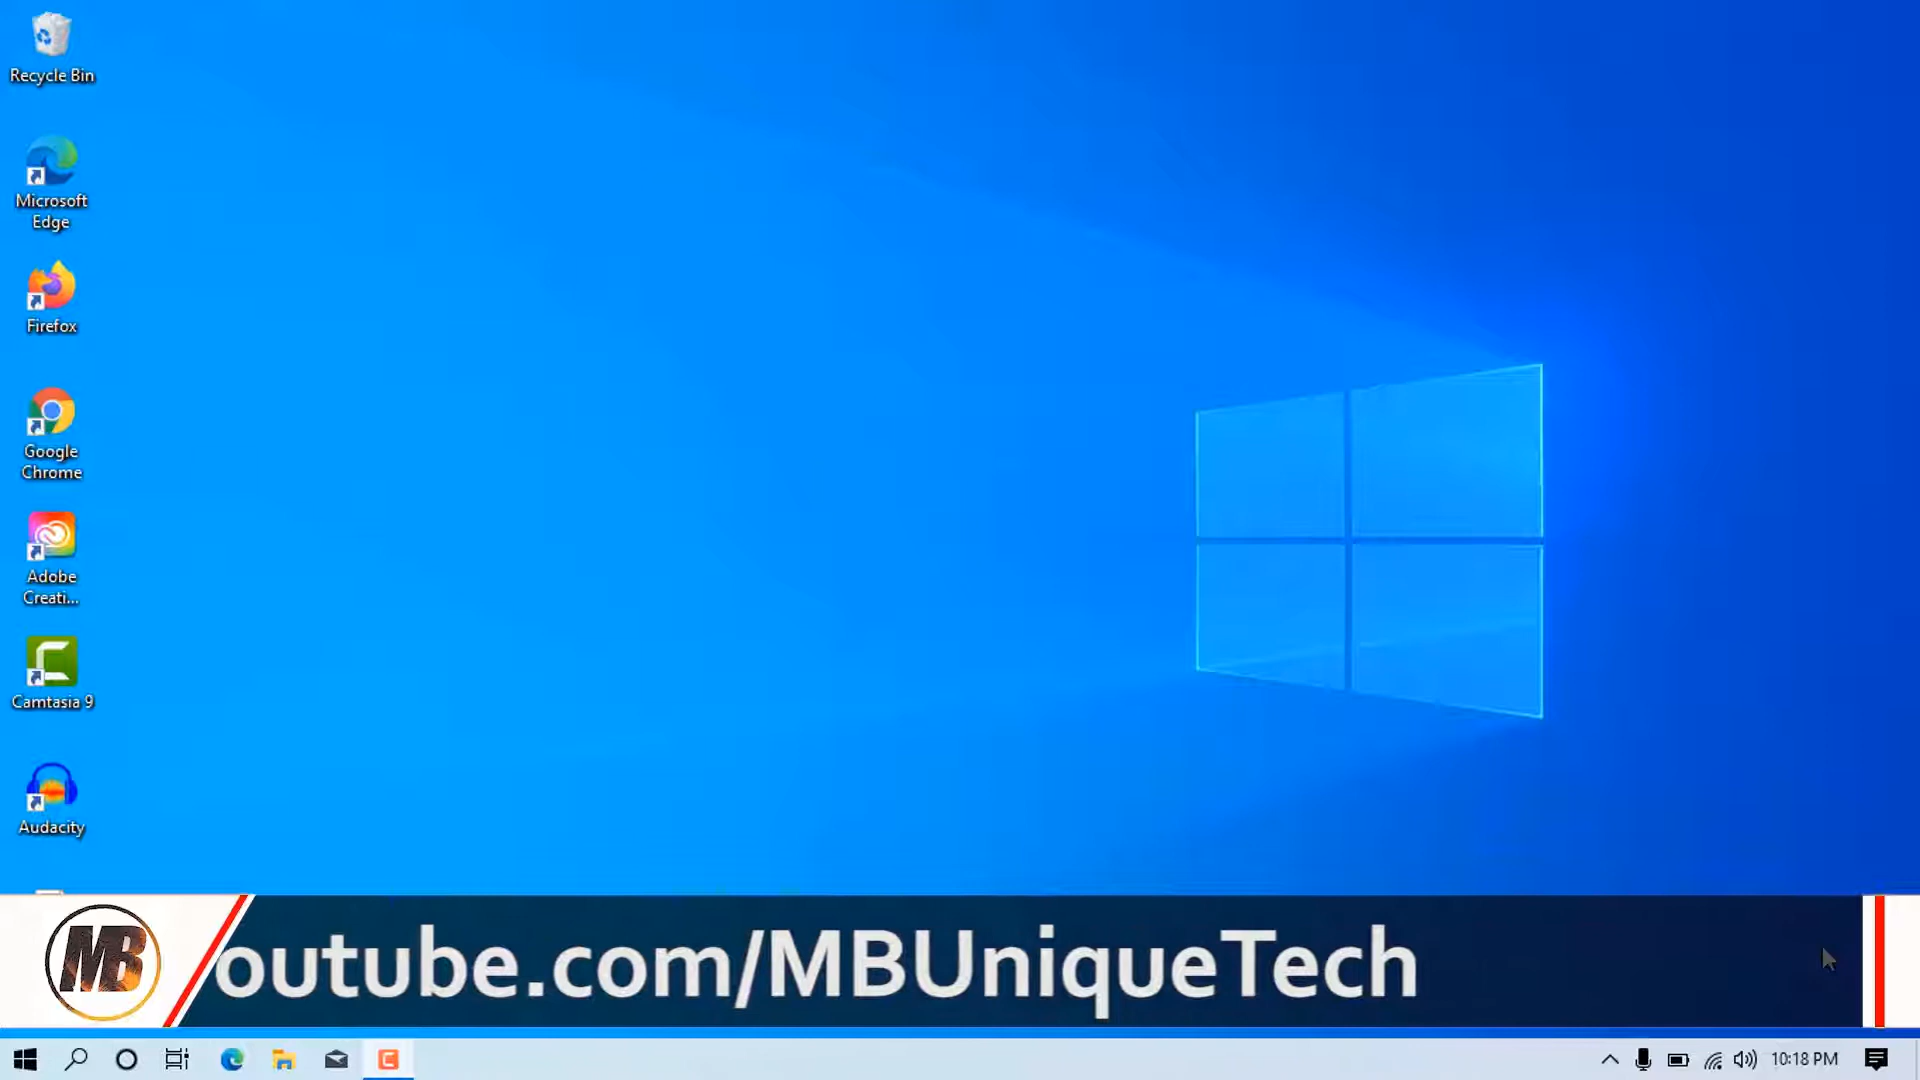 Recycle Bin
Microsoft
Edge
Firefox
Google
Chrome
Adobe
Creati...
Camtasia 9
Audacity
MB
outube.com/MBUniqueTech
10:18 PM